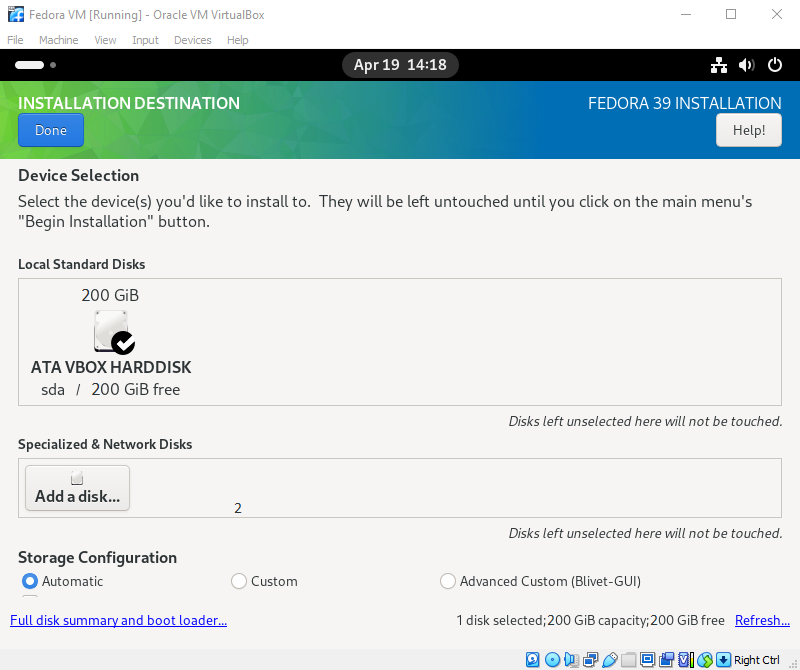 Fedora VM [Running] - Oracle VM VirtualBox
File Machine View Input Devices Help
Apr 19 14:18
INSTALLATION DESTINATION
FEDORA 39 INSTALLATION
Done
Help!
Device Selection
Select the device(s) you'd like to install to. They will be left untouched until you click on the main menu's
"Begin Installation" button.
Local Standard Disks
200 GiB
ATA VBOX HARDDISK
sda / 200 GiB free
Disks left unselected here will not be touched.
Specialized & Network Disks
Add a disk...
2
Disks left unselected here will not be touched.
Storage Configuration
Automatic
Custom
Advanced Custom (Blivet-GUI)
Full disk summary and boot loader...
1 disk selected;200 GiB capacity;200 GiB free
Refresh...
Right Ctrl